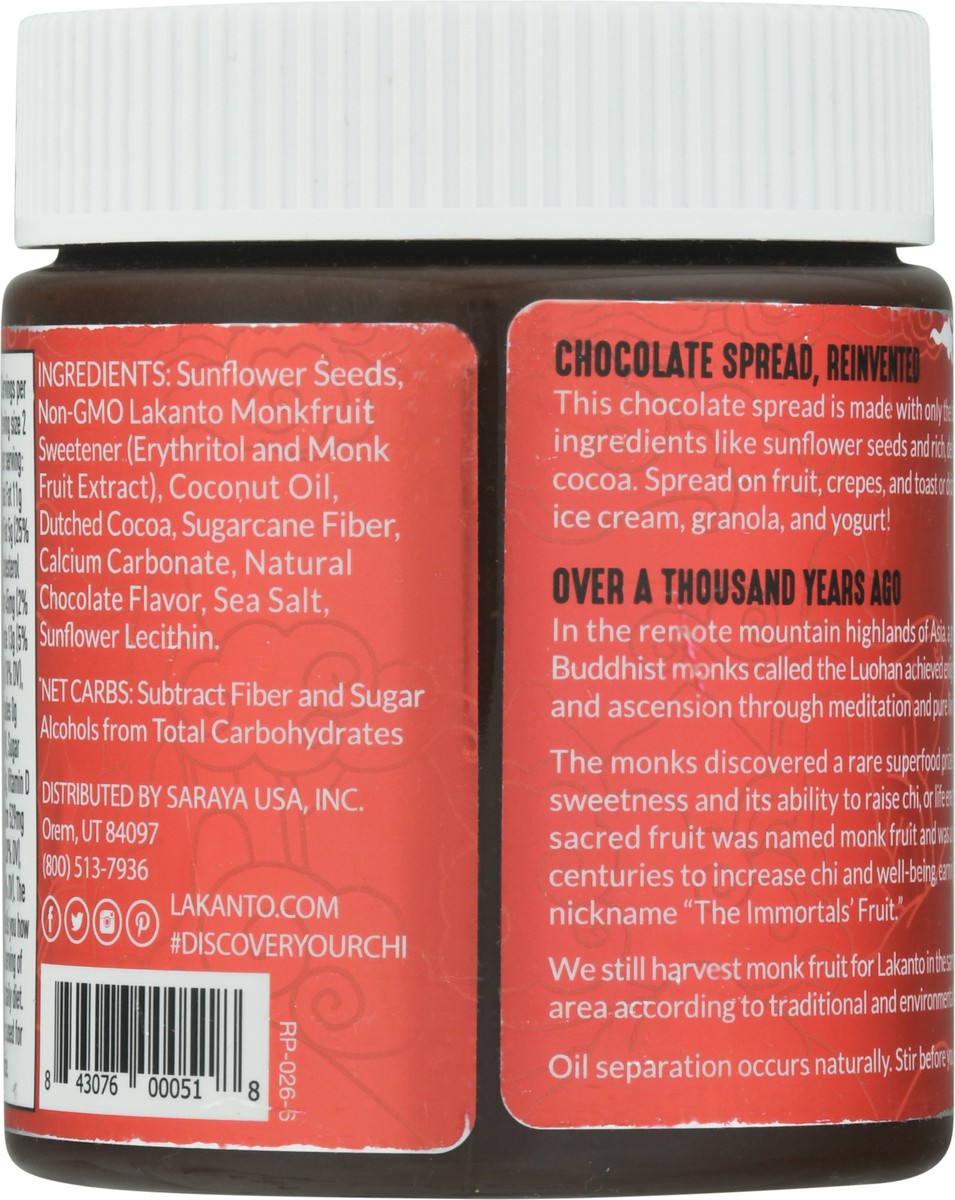 INGREDIENTS: Sunflower Seeds,
Non-GMO Lakanto Monkfruit
Sweetener (Erythritol and Monk
Fruit Extract), Coconut Oil,
Dutched Cocoa, Sugarcane Fiber,
Calcium Carbonate, Natural
Chocolate Flavor, Sea Salt,
Sunflower Lecithin.
*NET CARBS: Subtract Fiber and Sugar
Alcohols from Total Carbohydrates
DISTRIBUTED BY SARAYA USA, INC.
Orem, UT 84097
(800) 513-7936
LAKANTO.COM
#DISCOVERYOURCHI
8 43076 00051 8
RP-026-5
CHOCOLATE SPREAD, REINVENTED
This chocolate spread is made with only the
ingredients like sunflower seeds and rich,
cocoa. Spread on fruit, crepes, and toast or
ice cream, granola, and yogurt!
OVER A THOUSAND YEARS AGO
In the remote mountain highlands of Asia,
Buddhist monks called the Luohan achieved
and ascension through meditation and pure
The monks discovered a rare superfood
sweetness and its ability to raise chi, or life
sacred fruit was named monk fruit and was
centuries to increase chi and well-being,
nickname “The Immortals’ Fruit.”
We still harvest monk fruit for Lakanto in the
area according to traditional and
Oil separation occurs naturally. Stir before